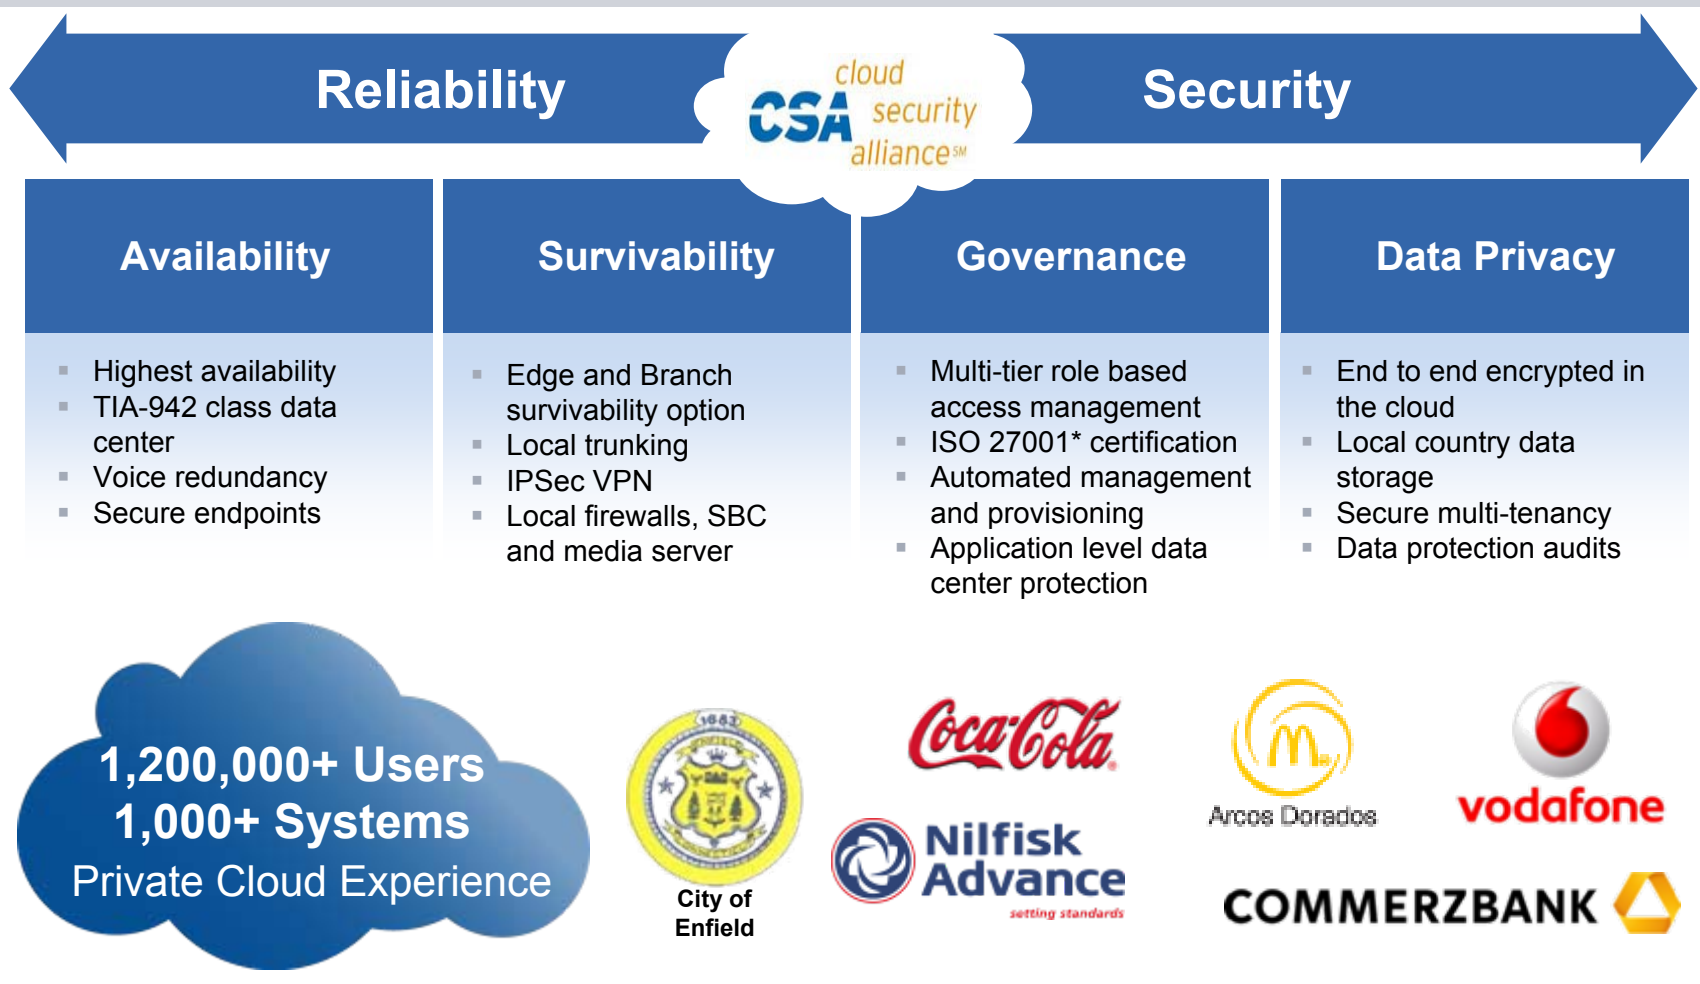 Reliability
cloud
CSA security
alliance SM
Security
Availability
Survivability
Governance
Data Privacy
Highest availability
TIA-942 class data
center
Voice redundancy
Secure endpoints
Edge and Branch
survivability option
Local trunking
IPSec VPN
Local firewalls, SBC
and media server
Multi-tier role based
access management
ISO 27001* certification
Automated management
and provisioning
Application level data
center protection
End to end encrypted in
the cloud
Local country data
storage
Secure multi-tenancy
Data protection audits
1,200,000+ Users
1,000+ Systems
Private Cloud Experience
1683
City of
Enfield
Coca-Cola
Nilfisk
Advance
setting standards
Arcos Dorados
vodafone
COMMERZBANK